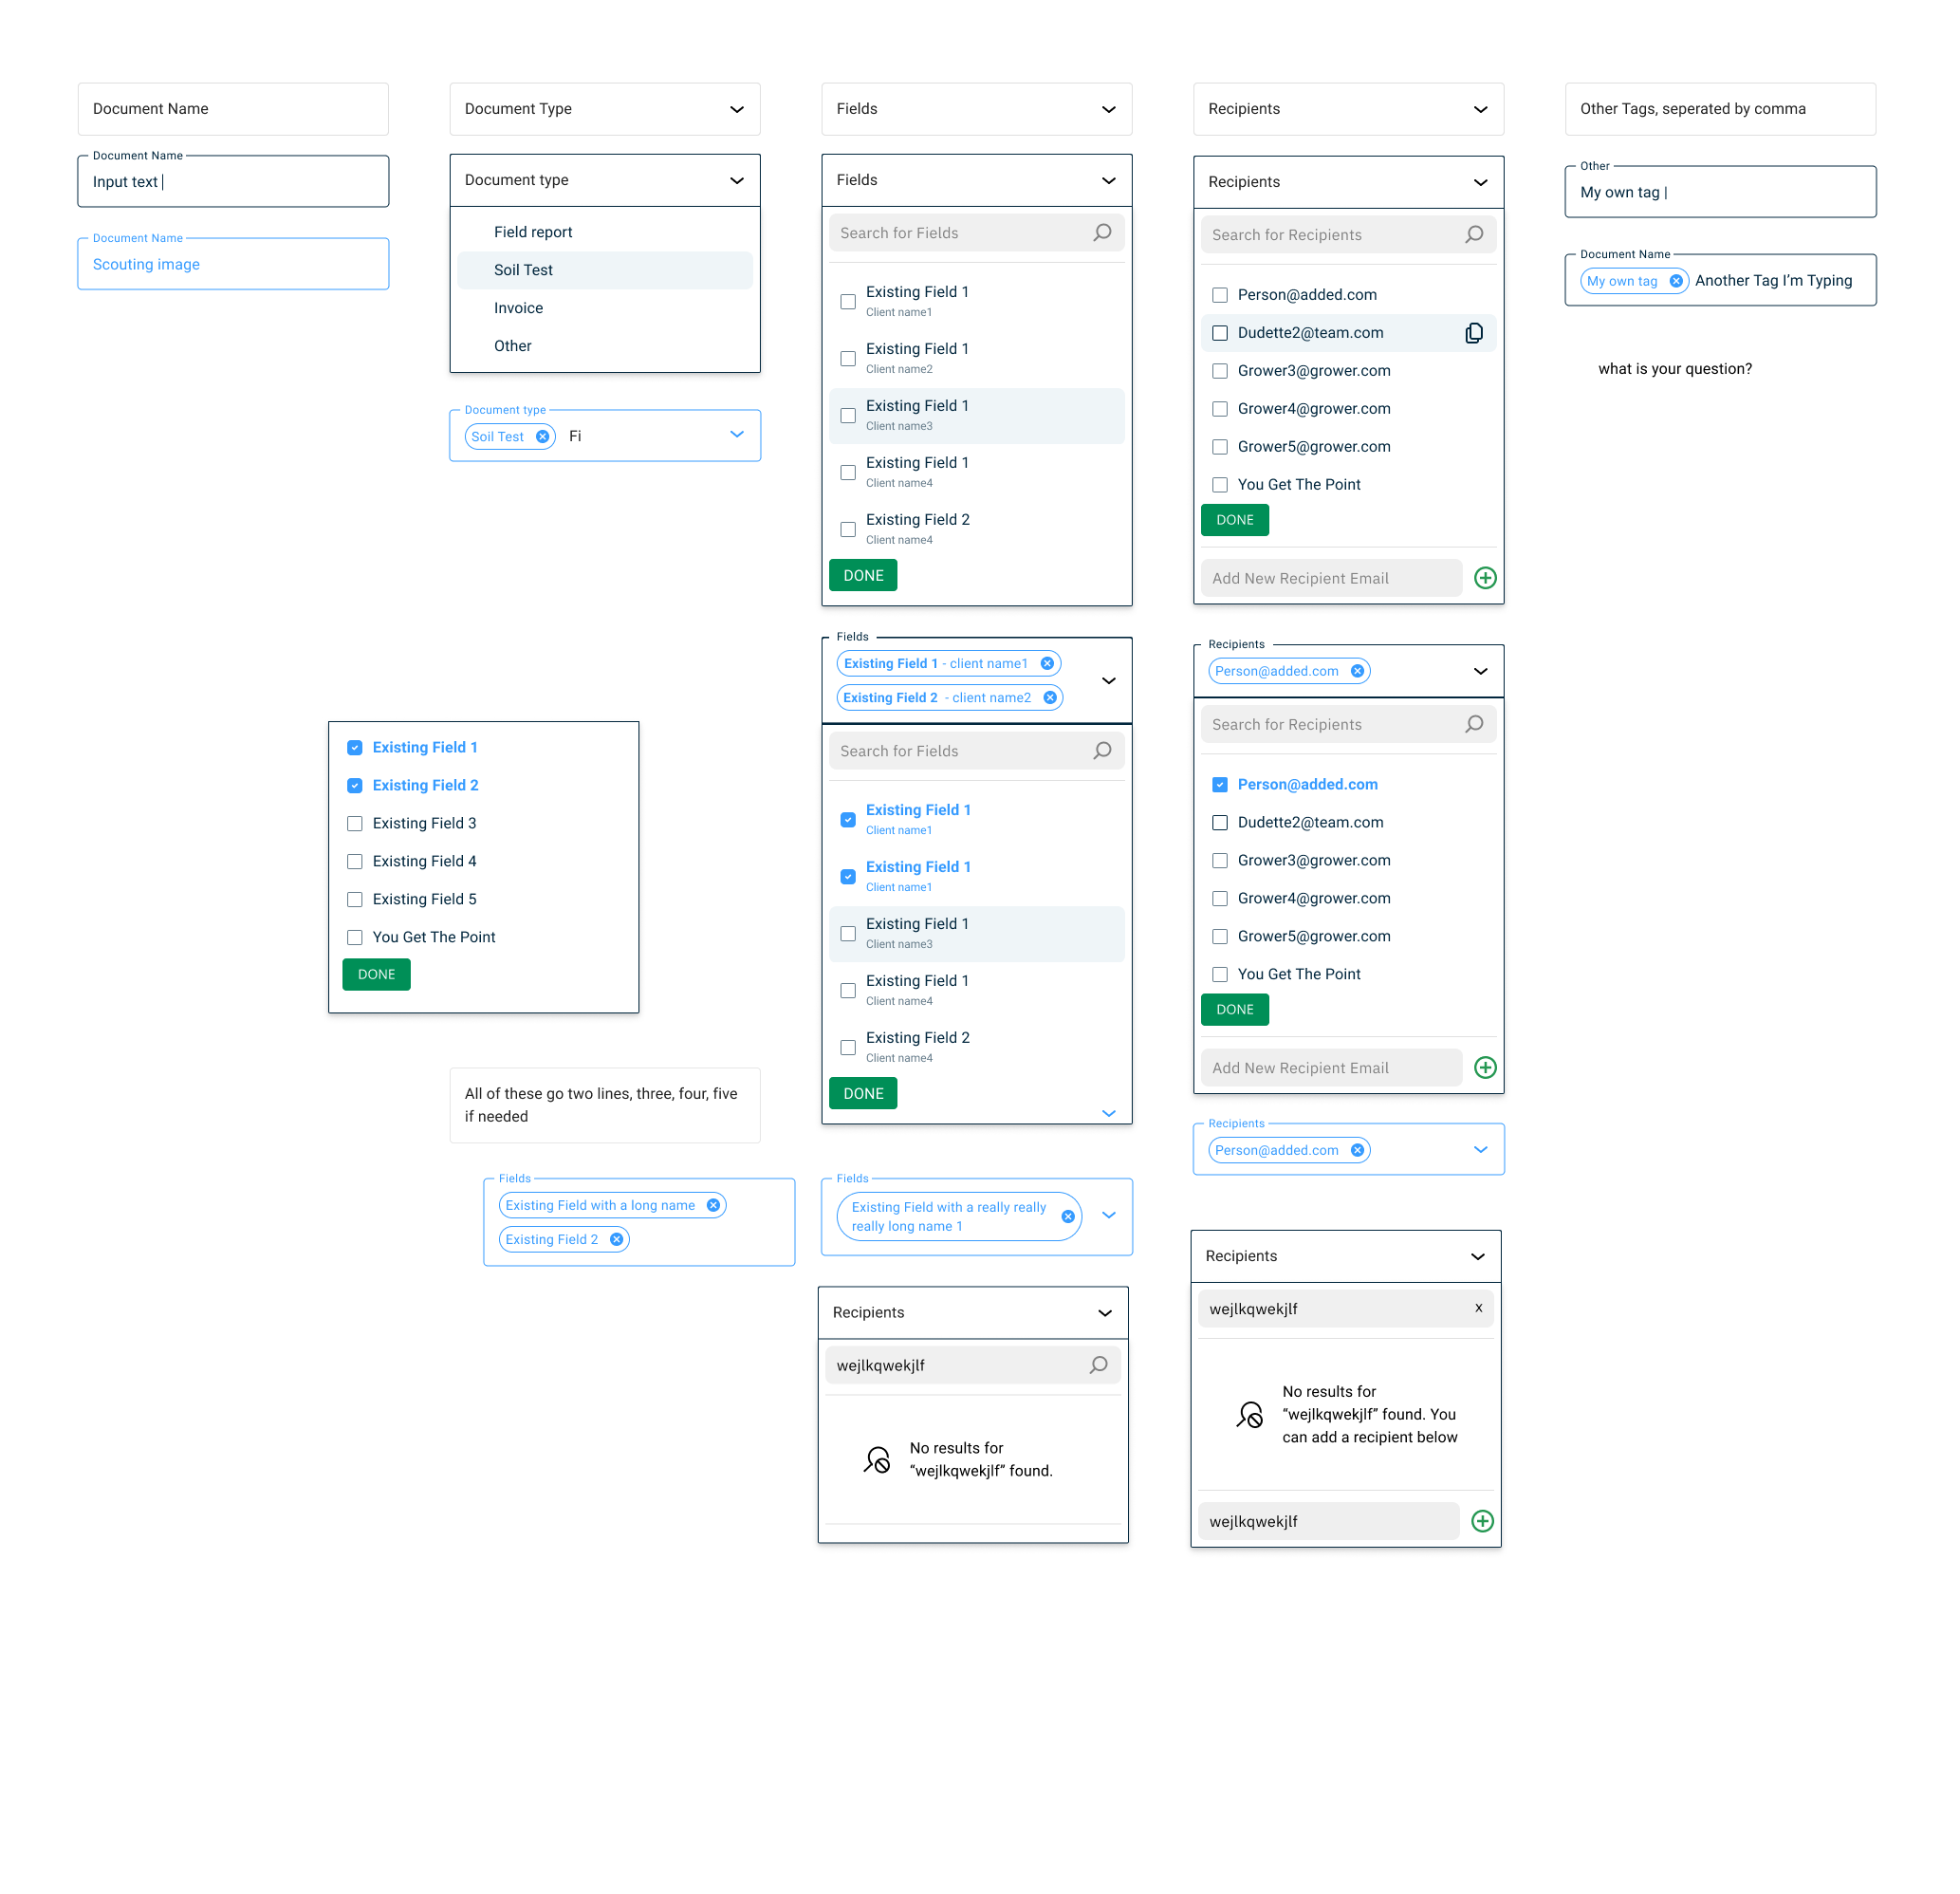 Document Name
Document Name
Input text
Document Name
Scouting image
Document Type
Document type
Field report
Soil Test
Invoice
Other
Document type
Soil Test Fi
Existing Field 1
Existing Field 2
Existing Field 3
Existing Field 4
Existing Field 5
You Get The Point
DONE
All of these go two lines, three, four, five
if needed
Fields
Existing Field with a long name
Existing Field 2
Fields
Fields
Search for Fields
Existing Field 1
Client name1
Existing Field 1
Client name2
Existing Field 1
Client name3
Existing Field 1
Client name4
Existing Field 2
Client name4
DONE
Fields
Existing Field 1 - client name1
Existing Field 2 - client name2
Search for Fields
Existing Field 1
Client name1
Existing Field 1
Client name1
Existing Field 1
Client name3
Existing Field 1
Client name4
Existing Field 2
Client name4
DONE
Fields
Existing Field with a really really
really long name 1
Recipients
wejlkqwekjlf
No results for
“wejlkqwekjlf” found.
Recipients
Recipients
Search for Recipients
Person@added.com
Dudette2@team.com
Grower3@grower.com
Grower4@grower.com
Grower5@grower.com
You Get The Point
DONE
Add New Recipient Email
Recipients
Person@added.com
Search for Recipients
Person@added.com
Dudette2@team.com
Grower3@grower.com
Grower4@grower.com
Grower5@grower.com
You Get The Point
DONE
Add New Recipient Email
Recipients
Person@added.com
Recipients
wejlkqwekjlf x
No results for
“wejlkqwekjlf” found. You
can add a recipient below
wejlkqwekjlf
Other Tags, seperated by comma
Other
My own tag
Document Name
My own tag Another Tag I’m Typing
what is your question?